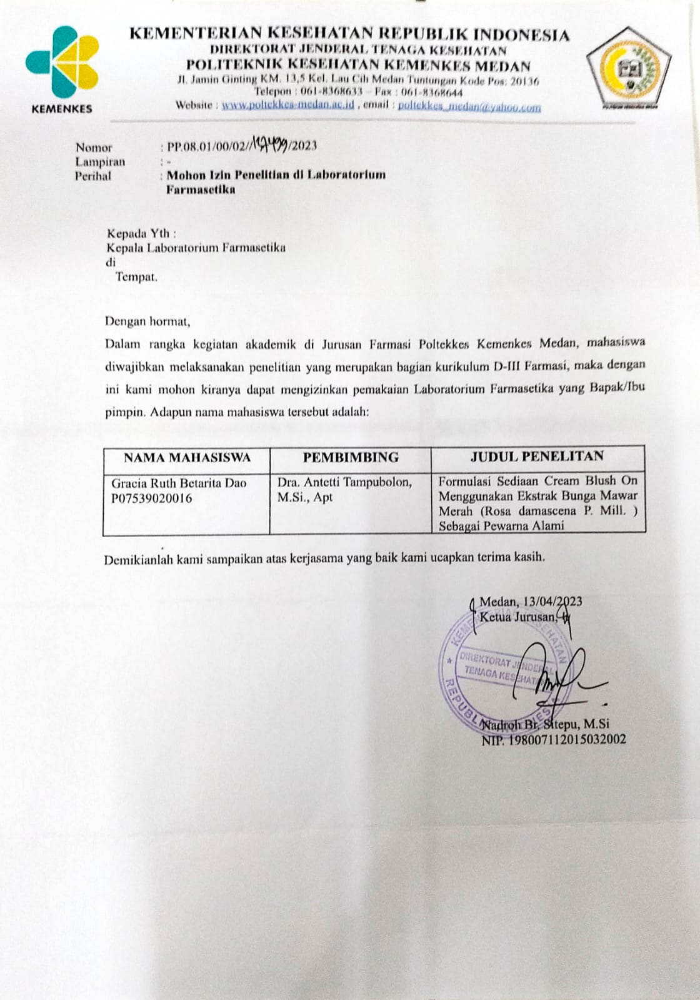 KEMENTERIAN KESEHATAN REPUBLIK INDONESIA
DIREKTORAT JENDERAL TENAGA KESEHATAN
POLITEKNIK KESEHATAN KEMENKES MEDAN
Jl. Jamin Ginting KM. 13,5 Kel. Lau Cih Medan Tuntungan Kode Pos: 20136
Telepon : 061-8368633 – Fax : 061-8368644
Website : www.poltekkes-medan.ac.id , email : poltekkes_medan@yahoo.com
KEMENKES
Nomor : PP.08.01/00/02// /2023
Lampiran : -
Perihal : Mohon Izin Penelitian di Laboratorium
Farmasetika
Kepada Yth :
Kepala Laboratorium Farmasetika
di
Tempat.
Dengan hormat,
Dalam rangka kegiatan akademik di Jurusan Farmasi Poltekkes Kemenkes Medan, mahasiswa
diwajibkan melaksanakan penelitian yang merupakan bagian kurikulum D-III Farmasi, maka dengan
ini kami mohon kiranya dapat mengizinkan pemakaian Laboratorium Farmasetika yang Bapak/Ibu
pimpin. Adapun nama mahasiswa tersebut adalah:
NAMA MAHASISWA PEMBIMBING JUDUL PENELITAN
Gracia Ruth Betarita Dao Dra. Antetti Tampubolon, Formulasi Sediaan Cream Blush On
P07539020016 M.Si., Apt Menggunakan Ekstrak Bunga Mawar
Merah (Rosa damascena P. Mill. )
Sebagai Pewarna Alami
Demikianlah kami sampaikan atas kerjasama yang baik kami ucapkan terima kasih.
Medan, 13/04/2023
Ketua Jurusan,
KEMENTERIAN KESEHATAN
DIREKTORAT JENDERAL
TENAGA KESEHATAN
REPUBLIK INDONESIA
Nadroh Br. Sitepu, M.Si
NIP. 198007112015032002